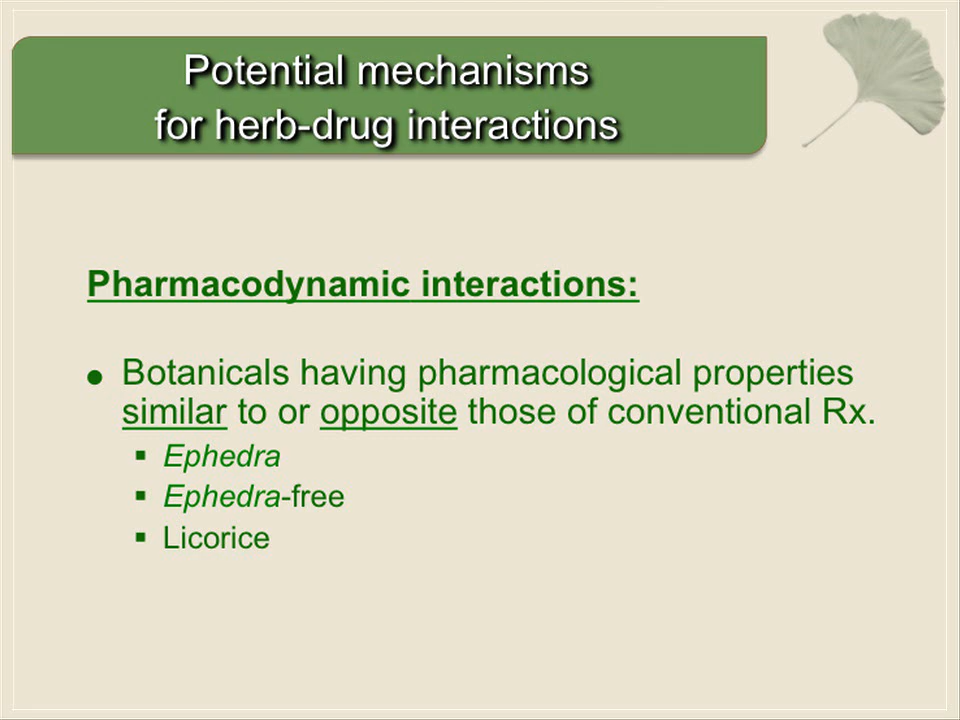 Potential mechanisms
for herb-drug interactions
Pharmacodynamic interactions:
● Botanicals having pharmacological properties
similar to or opposite those of conventional Rx.
▪ Ephedra
▪ Ephedra-free
▪ Licorice